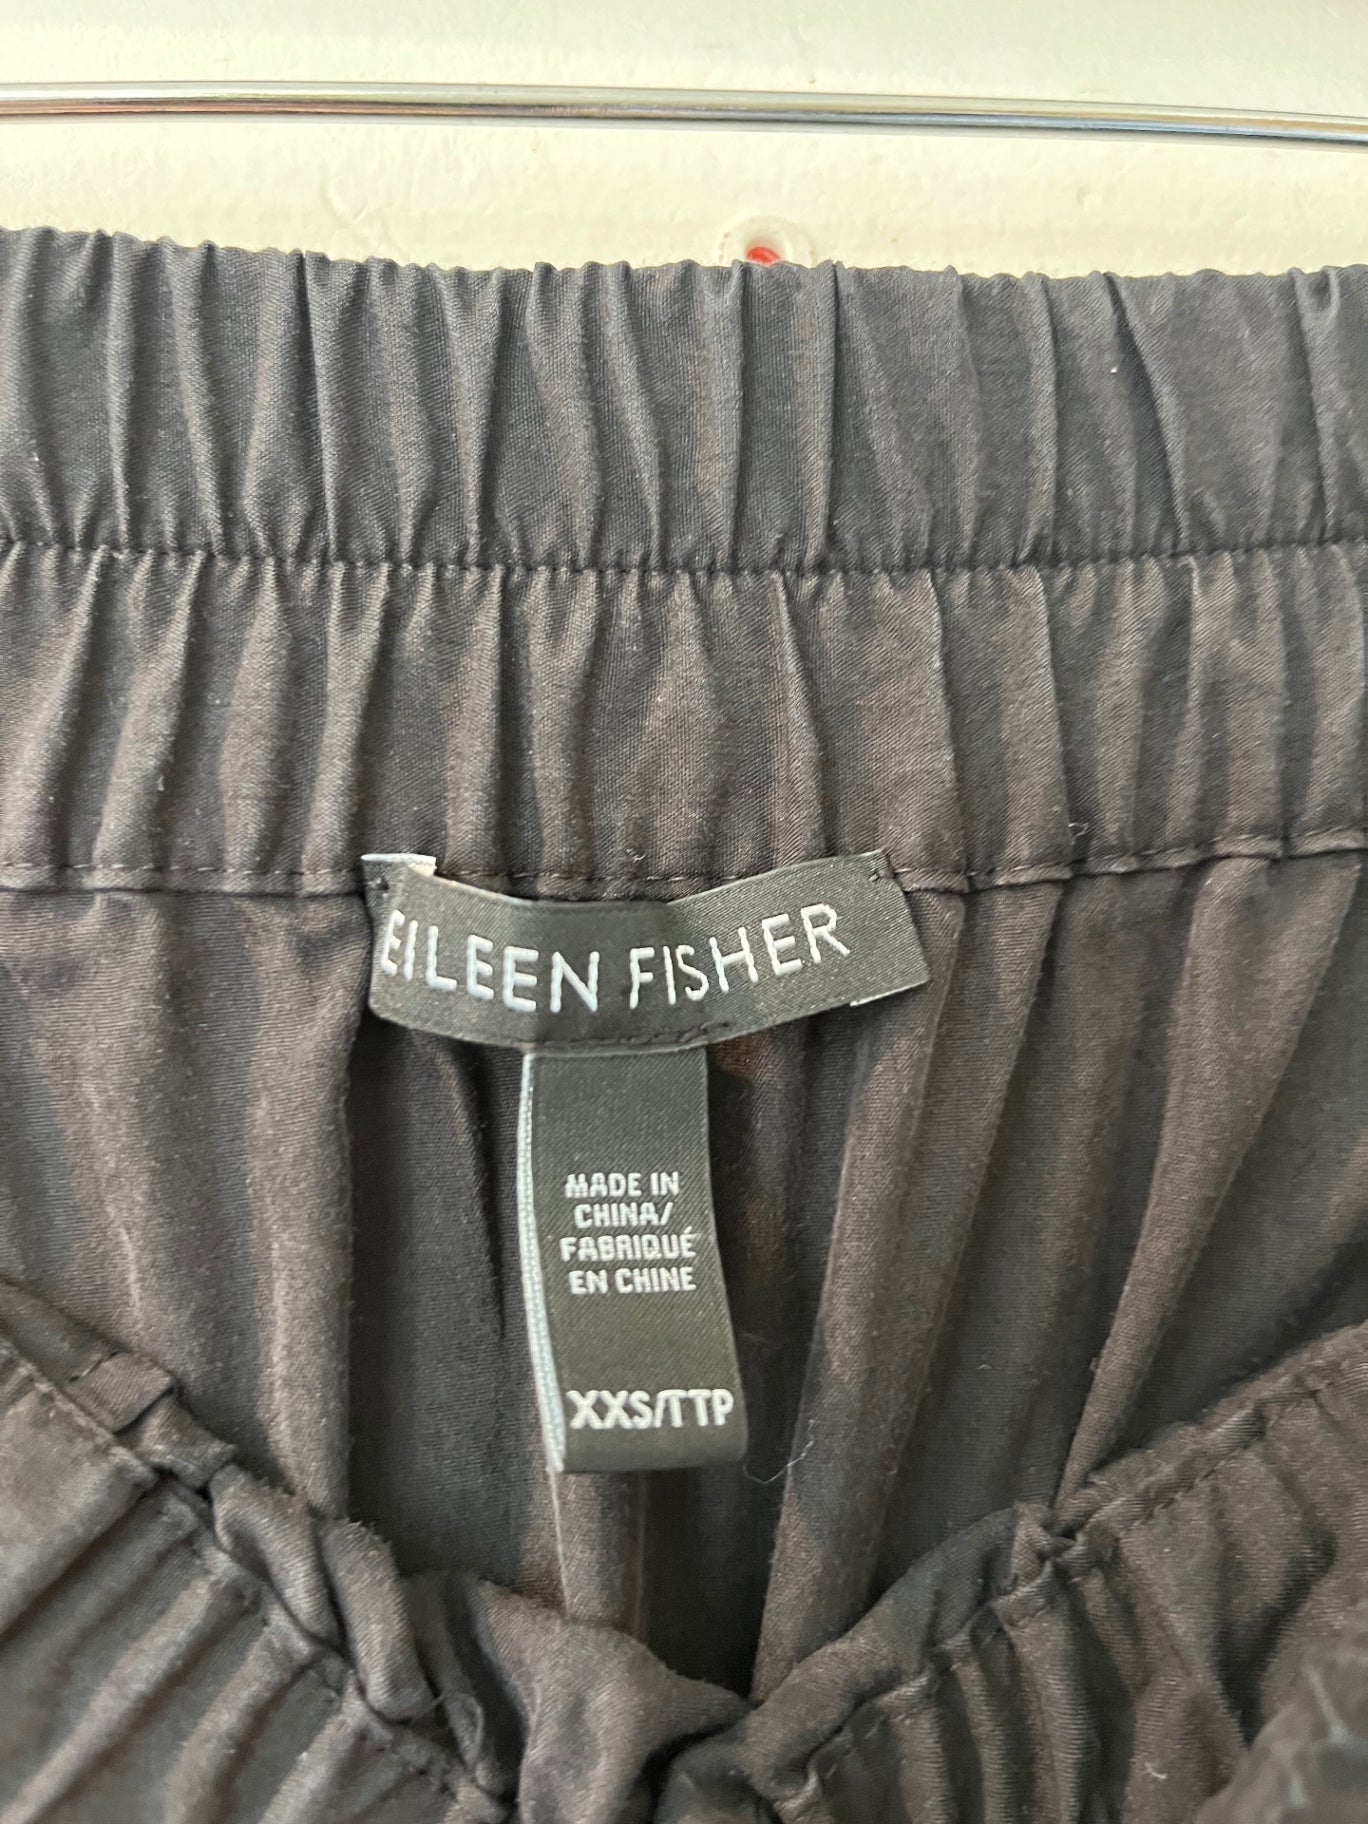 EILEEN FISHER
MADE IN
CHINA/
FABRIQUÉ
EN CHINE
XXS/TTP